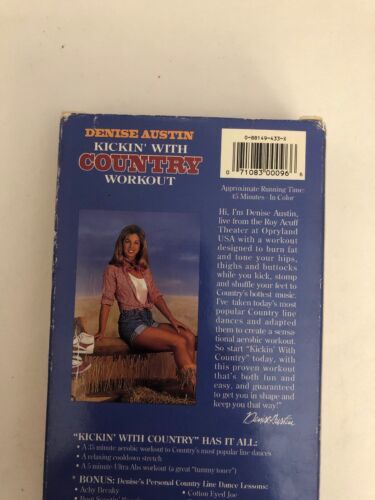 DENISE AUSTIN
KICKIN' WITH
COUNTRY
WORKOUT
0-88149-433-X
0 71083 00096 6
Approximate Running Time:
45 Minutes - In Color
Hi, I'm Denise Austin,
live from the Roy Acuff
Theater at Opryland
USA with a workout
designed to burn fat
and tone your hips,
thighs and buttocks
while you kick, stomp
and shuffle your feet to
Country's hottest music.
I've taken today's most
popular Country line
dances and adapted
them to create a sensa-
tional aerobic workout.
So start "Kickin' With
Country" today, with
this proven workout
that's both fun and
easy, and guaranteed
to get you in shape and
keep you that way!"
Denise Austin
"KICKIN' WITH COUNTRY" HAS IT ALL:
• A 35 minute aerobic workout to Country's most popular line dances
• A relaxing cooldown stretch
• A 5 minute Ultra Abs workout (a great "tummy toner")
• BONUS: Denise's Personal Country Line Dance Lessons:
• Achy Breaky
• Cotton Eyed Joe